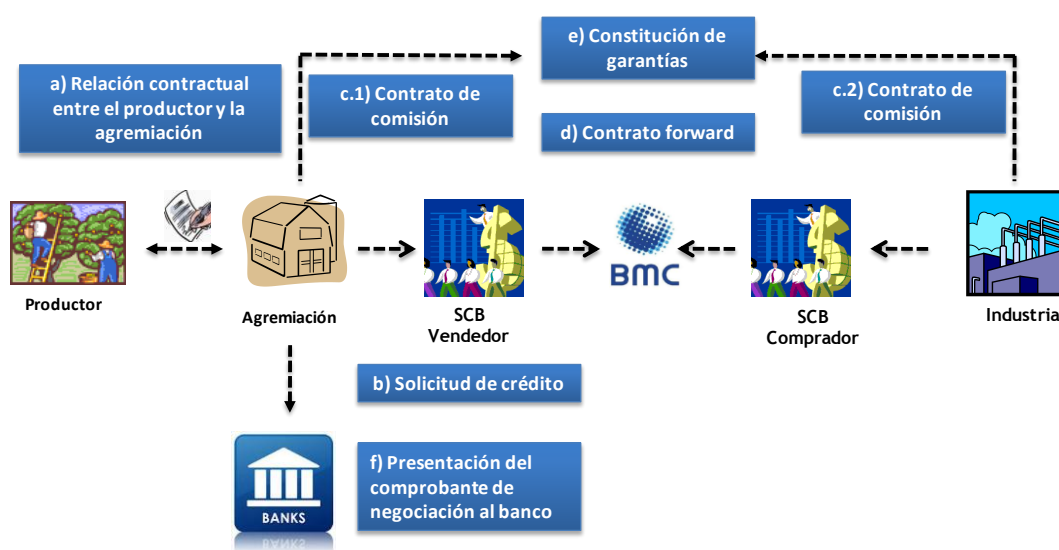 e) Constitución de
garantías
a) Relación contractual
entre el productor y la
agremiación
c.1) Contrato de
comisión
c.2) Contrato de
comisión
d) Contrato forward
BMC
Productor
Agremiación
SCB
Vendedor
SCB
Comprador
Industria
b) Solicitud de crédito
f) Presentación del
comprobante de
negociación al banco
BANKS